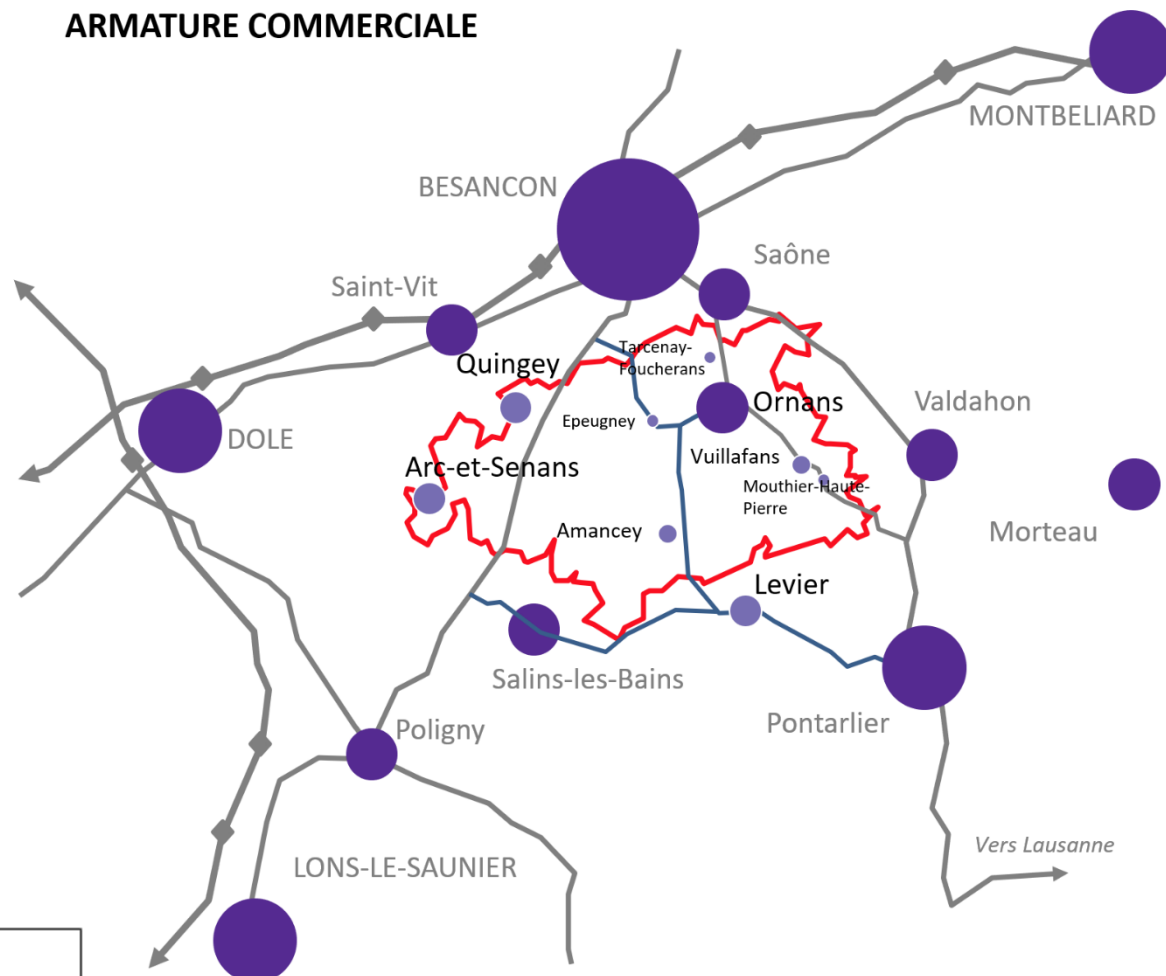 ARMATURE COMMERCIALE
MONTBELIARD
BESANCON
Saône
Saint-Vit
Tarcenay-
Foucherans
Quingey
Ornans
Valdahon
Epeugney
DOLE
Vuillafans
Arc-et-Senans
Mouthier-Haute-
Pierre
Morteau
Amancey
Levier
Salins-les-Bains
Pontarlier
Poligny
Vers Lausanne
LONS-LE-SAUNIER